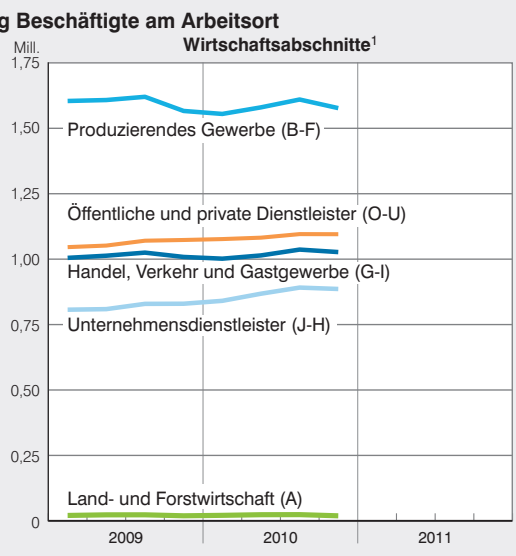 g Beschäftigte am Arbeitsort
Mill.
Wirtschaftsabschnitte¹
1,75
1,50
Produzierendes Gewerbe (B-F)
1,25
Öffentliche und private Dienstleister (O-U)
1,00
Handel, Verkehr und Gastgewerbe (G-I)
0,75
Unternehmensdienstleister (J-H)
0,50
0,25
Land- und Forstwirtschaft (A)
0
2009 2010 2011